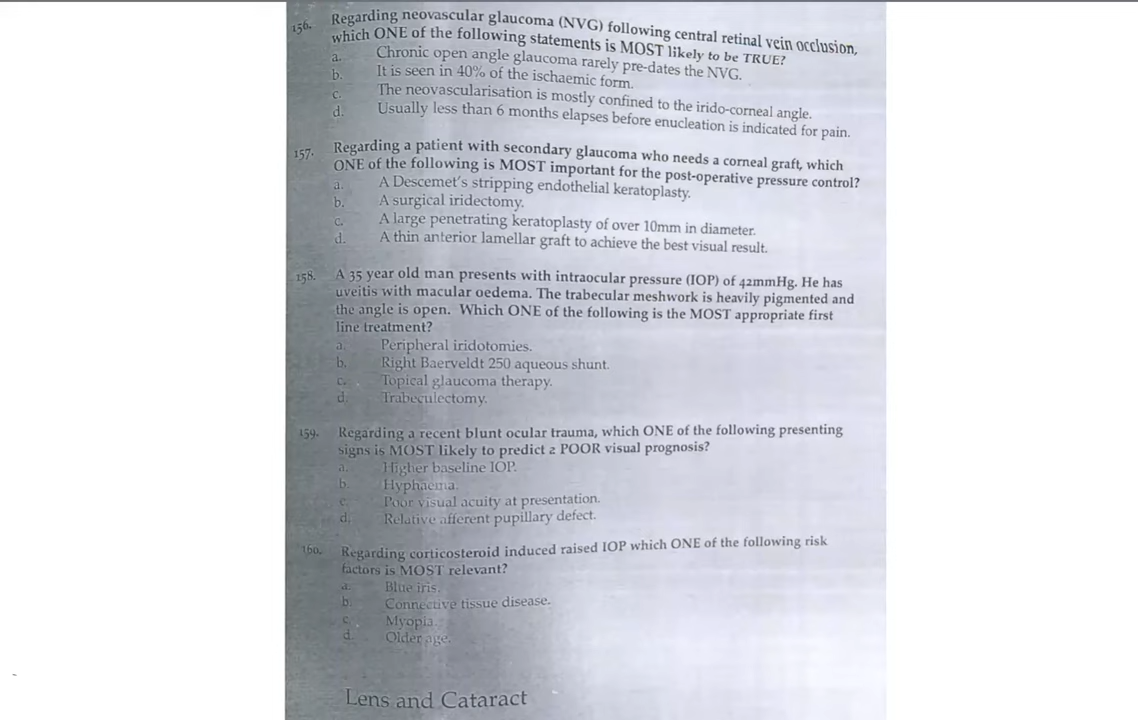 156. Regarding neovascular glaucoma (NVG) following central retinal vein occlusion,
which ONE of the following statements is MOST likely to be TRUE?
a. Chronic open angle glaucoma rarely pre-dates the NVG.
b. It is seen in 40% of the ischaemic form.
c. The neovascularisation is mostly confined to the irido-corneal angle.
d. Usually less than 6 months elapses before enucleation is indicated for pain.
157. Regarding a patient with secondary glaucoma who needs a corneal graft, which
ONE of the following is MOST important for the post-operative pressure control?
a. A Descemet's stripping endothelial keratoplasty.
b. A surgical iridectomy.
c. A large penetrating keratoplasty of over 10mm in diameter.
d. A thin anterior lamellar graft to achieve the best visual result.
158. A 35 year old man presents with intraocular pressure (IOP) of 42mmHg. He has
uveitis with macular oedema. The trabecular meshwork is heavily pigmented and
the angle is open. Which ONE of the following is the MOST appropriate first
line treatment?
a. Peripheral iridotomies.
b. Right Baerveldt 250 aqueous shunt.
c. Topical glaucoma therapy.
d. Trabeculectomy.
159. Regarding a recent blunt ocular trauma, which ONE of the following presenting
signs is MOST likely to predict a POOR visual prognosis?
a. Higher baseline IOP.
b. Hyphaema.
c. Poor visual acuity at presentation.
d. Relative afferent pupillary defect.
160. Regarding corticosteroid induced raised IOP which ONE of the following risk
factors is MOST relevant?
a. Blue iris.
b. Connective tissue disease.
c. Myopia.
d. Older age.
Lens and Cataract